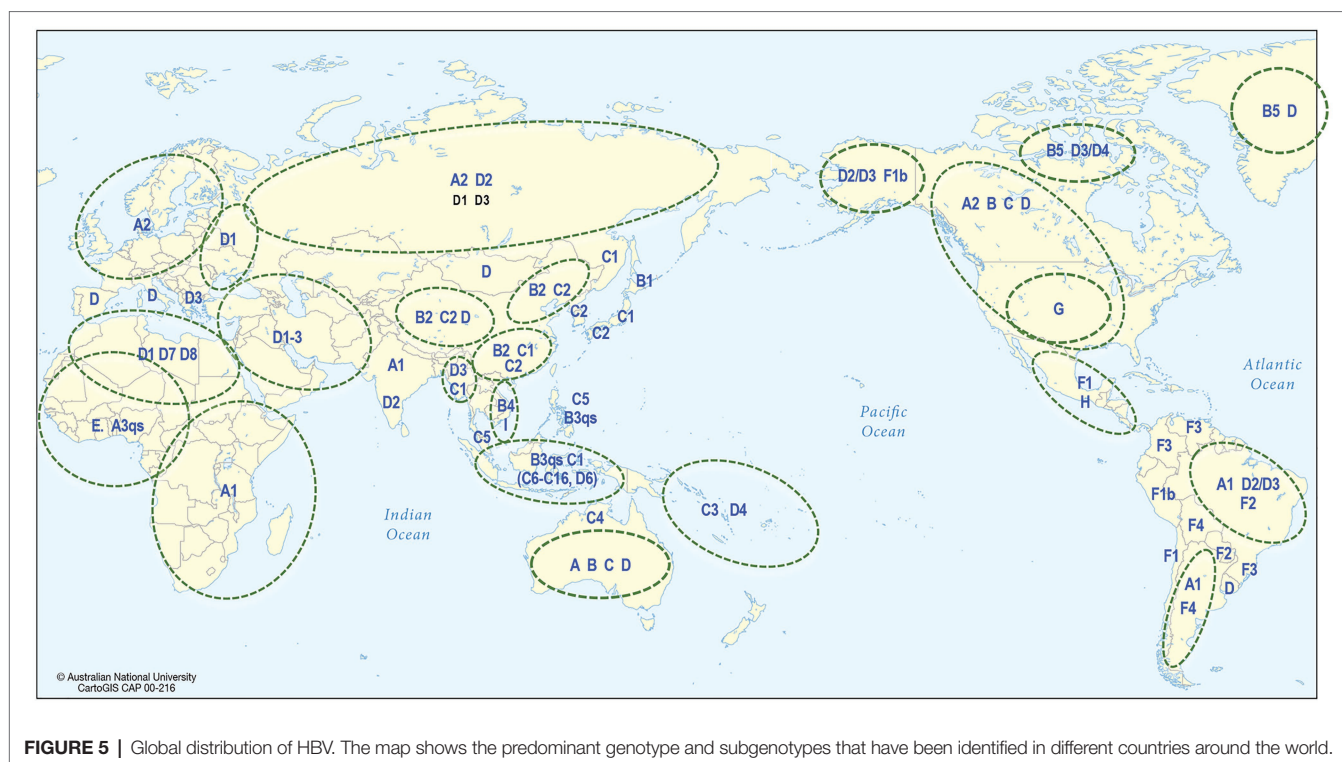 B5 D
B5 D3/D4
D2/D3 F1b
A2 D2
D1 D3
A2 B C D
A2
D1
C1
D
B1
D
D
D3
B2 C2
G
B2 C2 D
C2
C1
C2
D1-3
D1 D7 D8
A1
B2 C1
C2
D3
C1
Atlantic
Ocean
F1
H
D2
C5
B3qs
B4
I
Pacific
Ocean
E. A3qs
C5
F3
F3
B3qs C1
(C6-C16, D6)
A1
F1b
A1 D2/D3
F2
Indian
Ocean
C4
C3 D4
F4
A B C D
F1
F2
F3
A1
D
F4
© Australian National University
CartoGIS CAP 00-216
FIGURE 5 | Global distribution of HBV. The map shows the predominant genotype and subgenotypes that have been identified in different countries around the world.